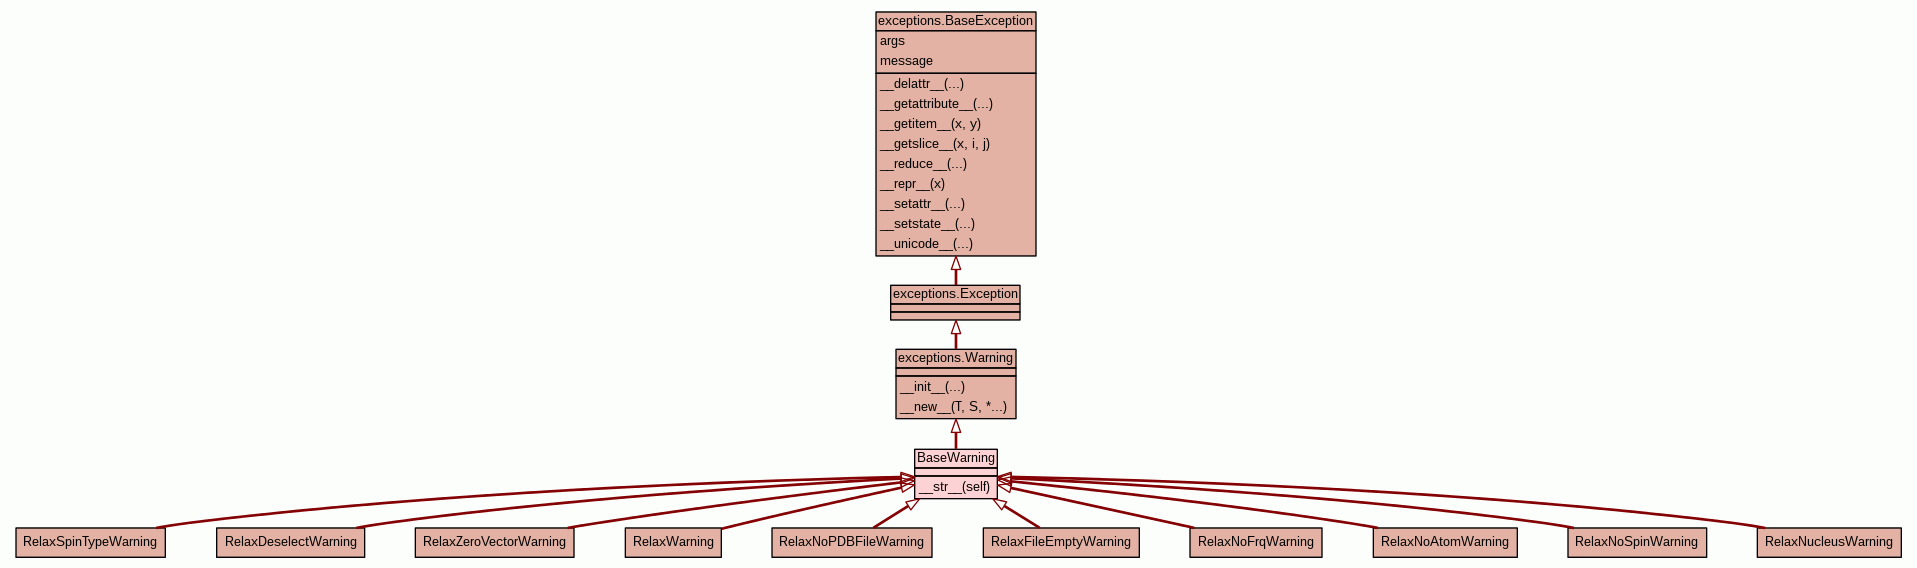 exceptions.BaseException
args
message
__delattr__(...)
__getattribute__(...)
__getitem__(x, y)
__getslice__(x, i, j)
__reduce__(...)
__repr__(x)
__setattr__(...)
__setstate__(...)
__unicode__(...)
exceptions.Exception
exceptions.Warning
__init__(...)
__new__(T, S, *...)
BaseWarning
__str__(self)
RelaxSpinTypeWarning
RelaxDeselectWarning
RelaxZeroVectorWarning
RelaxWarning
RelaxNoPDBFileWarning
RelaxFileEmptyWarning
RelaxNoFrqWarning
RelaxNoAtomWarning
RelaxNoSpinWarning
RelaxNucleusWarning